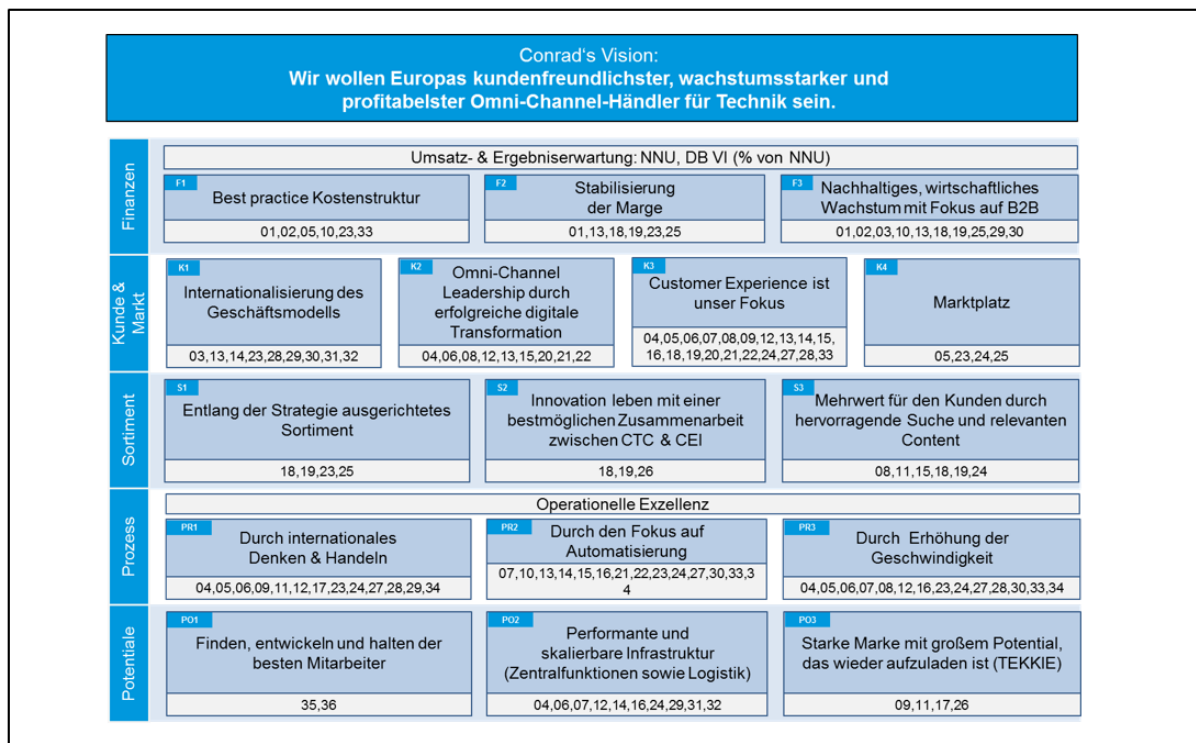 Conrad's Vision:
Wir wollen Europas kundenfreundlichster, wachstumsstarker und
profitabelster Omni-Channel-Händler für Technik sein.
Finanzen
Umsatz- & Ergebniserwartung: NNU, DB VI (% von NNU)
F1
Best practice Kostenstruktur
01,02,05,10,23,33
F2
Stabilisierung
der Marge
01,13,18,19,23,25
F3
Nachhaltiges, wirtschaftliches
Wachstum mit Fokus auf B2B
01,02,03,10,13,18,19,25,29,30
Kunde &
Markt
K1
Internationalisierung des
Geschäftsmodells
03,13,14,23,28,29,30,31,32
K2
Omni-Channel
Leadership durch
erfolgreiche digitale
Transformation
04,06,08,12,13,15,20,21,22
K3
Customer Experience ist
unser Fokus
04,05,06,07,08,09,12,13,14,15,
16,18,19,20,21,22,24,27,28,33
K4
Marktplatz
05,23,24,25
Sortiment
S1
Entlang der Strategie ausgerichtetes
Sortiment
18,19,23,25
S2
Innovation leben mit einer
bestmöglichen Zusammenarbeit
zwischen CTC & CEI
18,19,26
S3
Mehrwert für den Kunden durch
hervorragende Suche und relevanten
Content
08,11,15,18,19,24
Prozess
Operationelle Exzellenz
PR1
Durch internationales
Denken & Handeln
04,05,06,09,11,12,17,23,24,27,28,29,34
PR2
Durch den Fokus auf
Automatisierung
07,10,13,14,15,16,21,22,23,24,27,30,33,3
4
PR3
Durch Erhöhung der
Geschwindigkeit
04,05,06,07,08,12,16,23,24,27,28,30,33,34
Potentiale
PO1
Finden, entwickeln und halten der
besten Mitarbeiter
35,36
PO2
Performante und
skalierbare Infrastruktur
(Zentralfunktionen sowie Logistik)
04,06,07,12,14,16,24,29,31,32
PO3
Starke Marke mit großem Potential,
das wieder aufzuladen ist (TEKKIE)
09,11,17,26